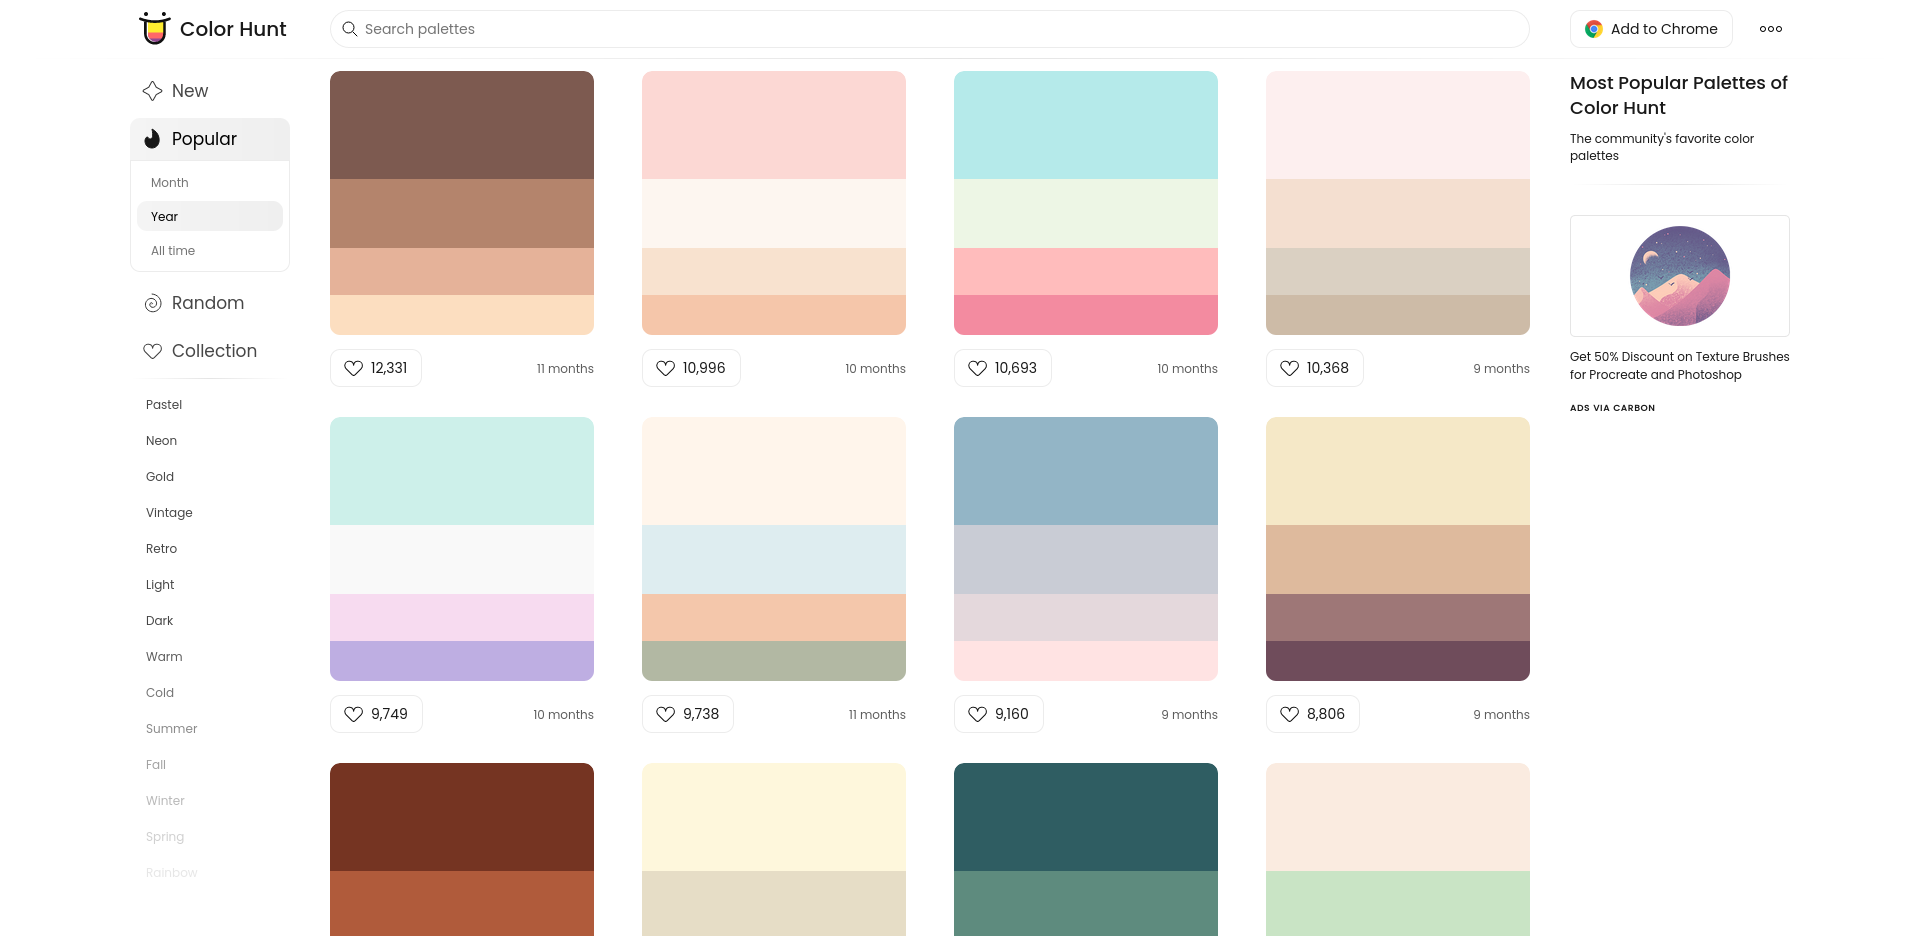 Color Hunt
Search palettes
Add to Chrome
New
Popular
Month
Year
All time
Random
Collection
Pastel
Neon
Gold
Vintage
Retro
Light
Dark
Warm
Cold
Summer
Fall
Winter
Spring
Rainbow
12,331
11 months
10,996
10 months
10,693
10 months
10,368
9 months
9,749
10 months
9,738
11 months
9,160
9 months
8,806
9 months
Most Popular Palettes of
Color Hunt
The community's favorite color
palettes
Get 50% Discount on Texture Brushes
for Procreate and Photoshop
ADS VIA CARBON